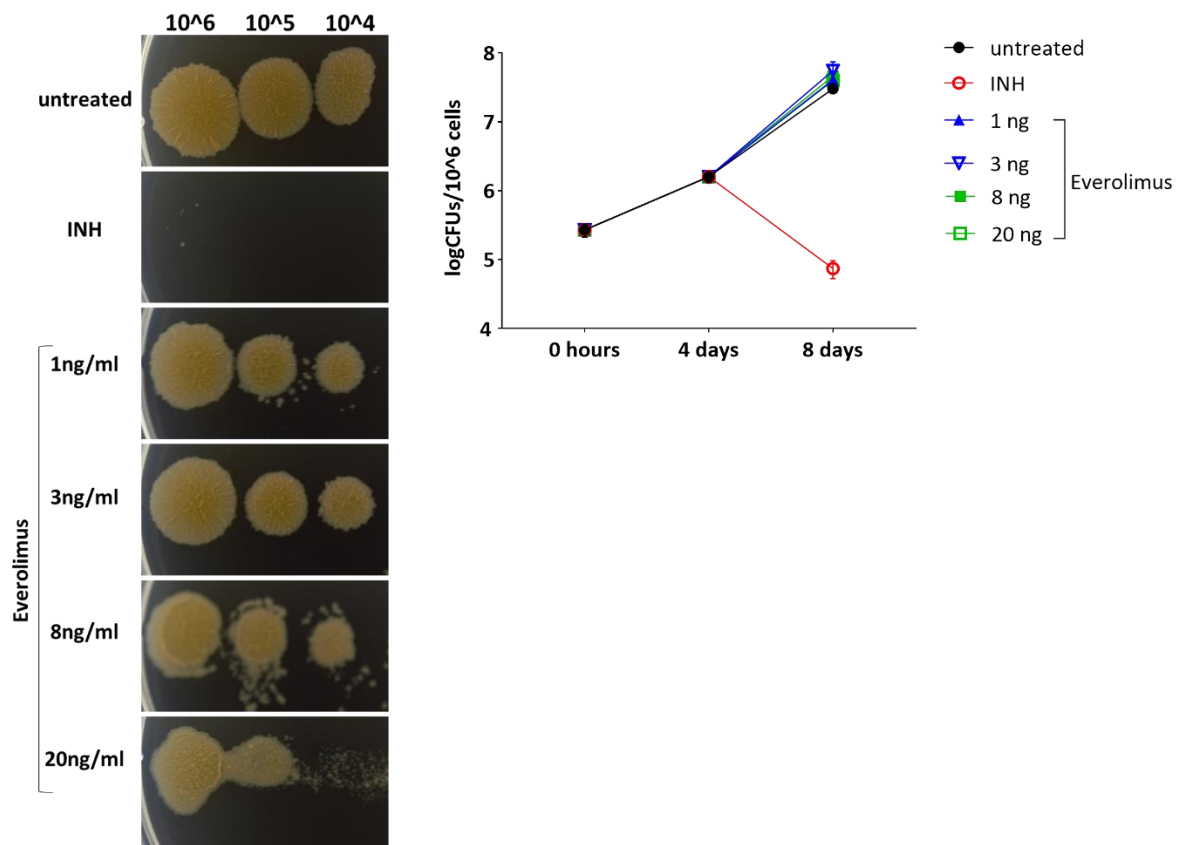 10^6 10^5 10^4
untreated
INH
1ng/ml
3ng/ml
8ng/ml
20ng/ml
Everolimus
logCFUs/10^6 cells
8
7
6
5
4
0 hours 4 days 8 days
untreated
INH
1 ng
3 ng
8 ng
20 ng
Everolimus